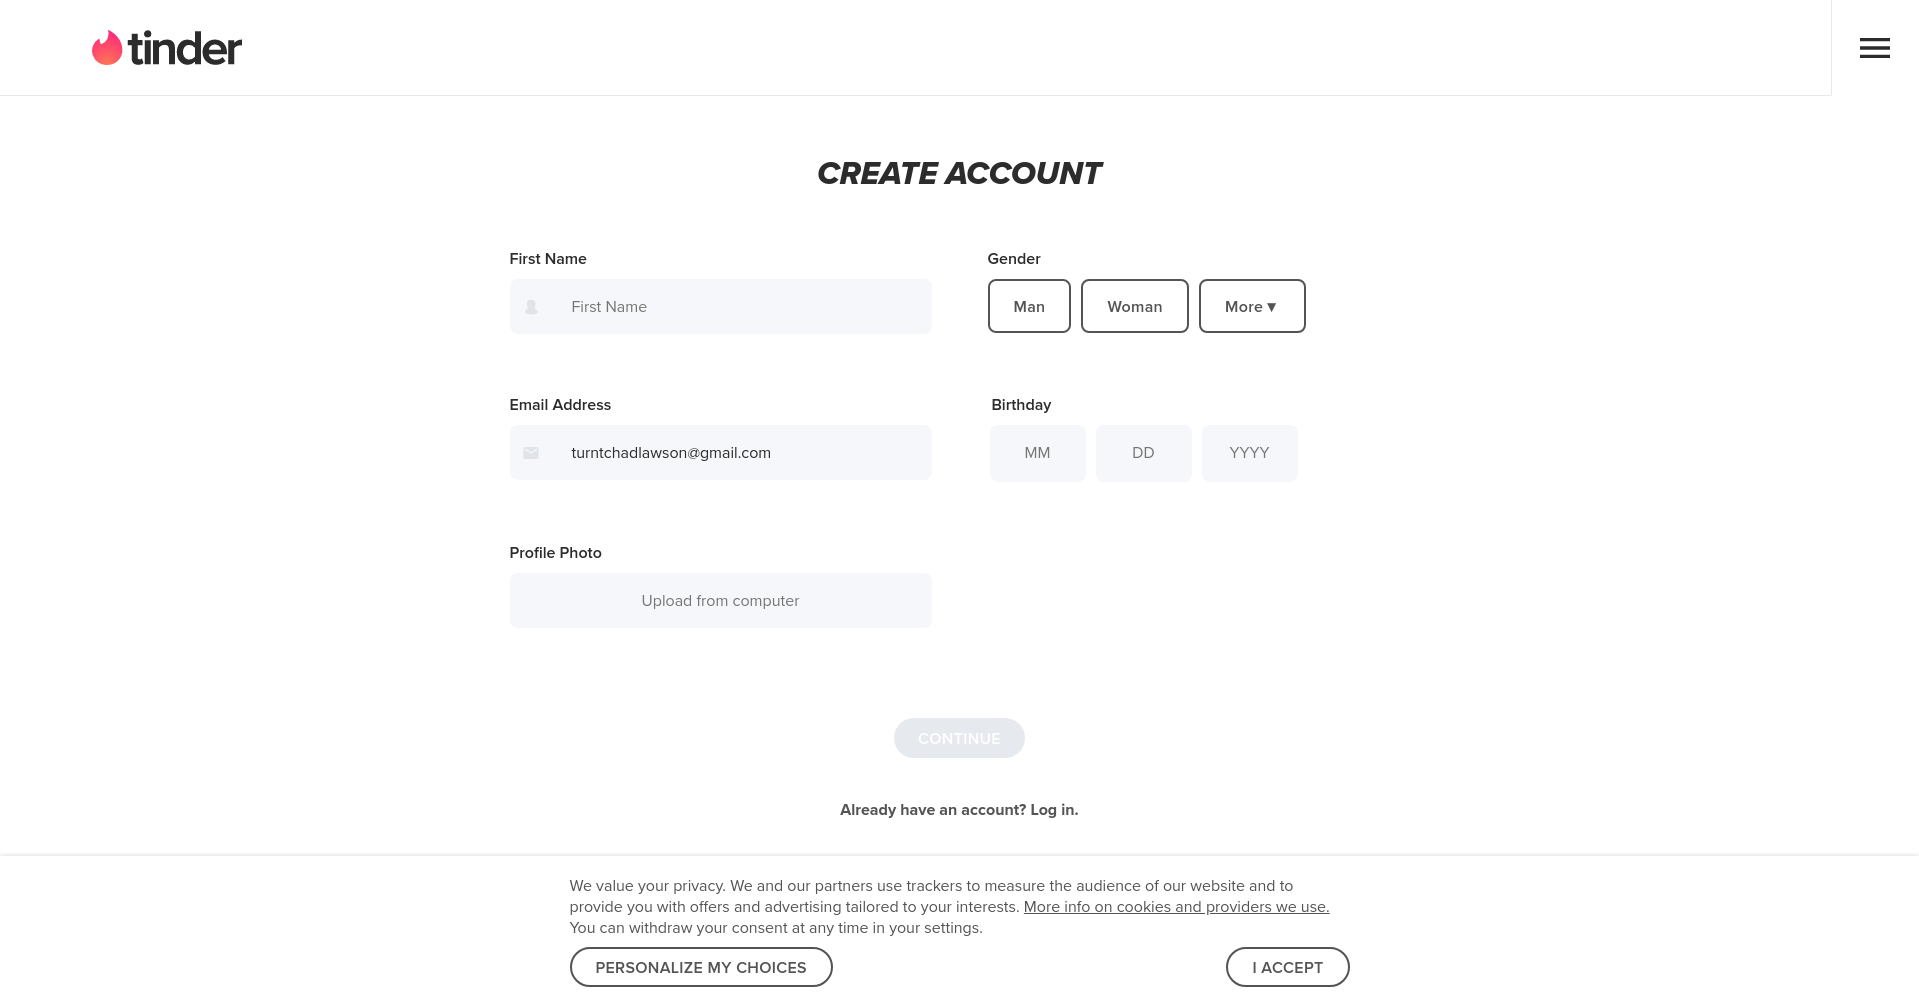 tinder
CREATE ACCOUNT
First Name
First Name
Gender
Man
Woman
More ▼
Email Address
turntchadlawson@gmail.com
Birthday
MM
DD
YYYY
Profile Photo
Upload from computer
CONTINUE
Already have an account? Log in.
We value your privacy. We and our partners use trackers to measure the audience of our website and to
provide you with offers and advertising tailored to your interests. More info on cookies and providers we use.
You can withdraw your consent at any time in your settings.
PERSONALIZE MY CHOICES
I ACCEPT